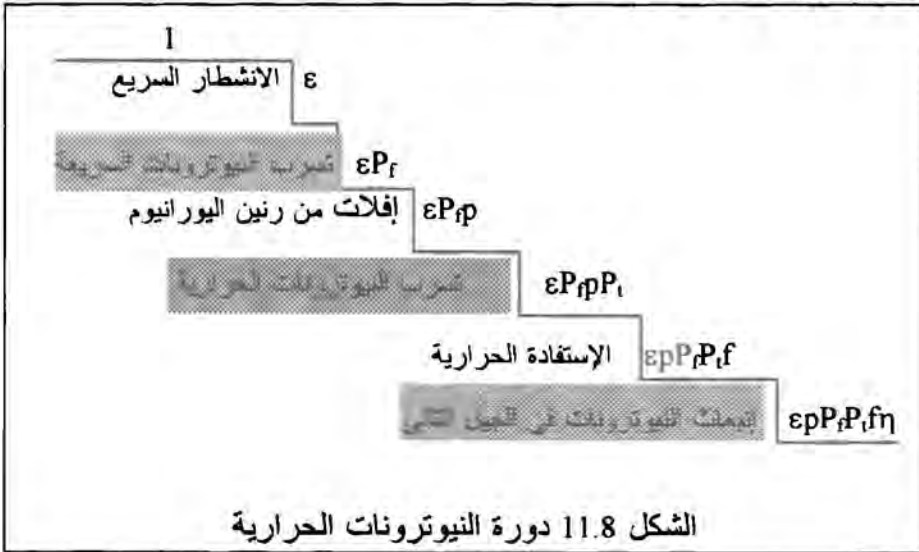 1
الانشطار السريع ε
تسرب النيوترونات السريعة εP_f
إفلات من رنين اليورانيوم εP_fp
تسرب النيوترونات الحرارية εP_fpP_t
الإستفادة الحرارية εpP_fP_tf
إنبعاث النيوترونات في الجيل التالي εpP_fP_tfη
الشكل 11.8 دورة النيوترونات الحرارية